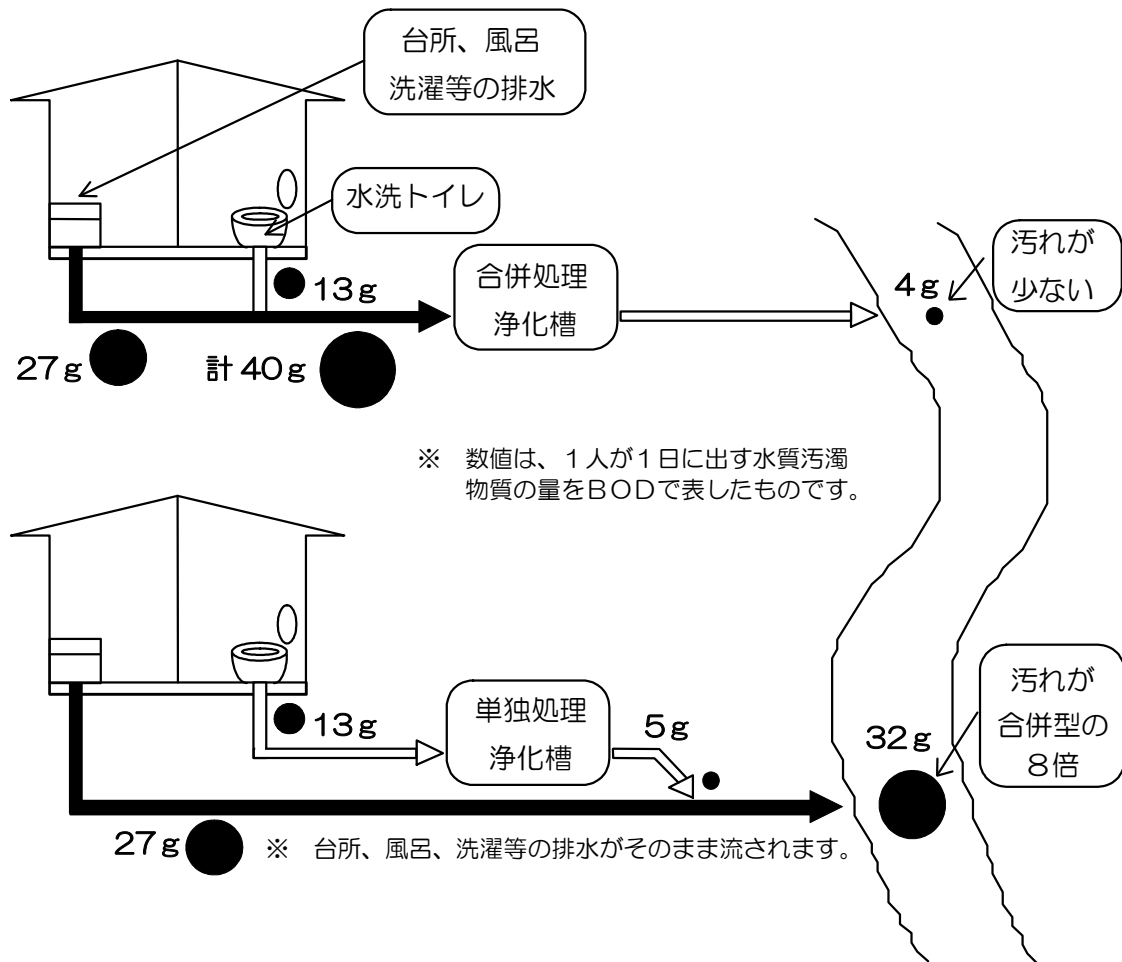 台所、風呂
洗濯等の排水
水洗トイレ
13g
合併処理
浄化槽
4g
汚れが
少ない
27g
計40g
※ 数値は、1人が1日に出す水質汚濁
物質の量をBODで表したものです。
13g
単独処理
浄化槽
5g
32g
汚れが
合併型の
8倍
27g
※ 台所、風呂、洗濯等の排水がそのまま流されます。